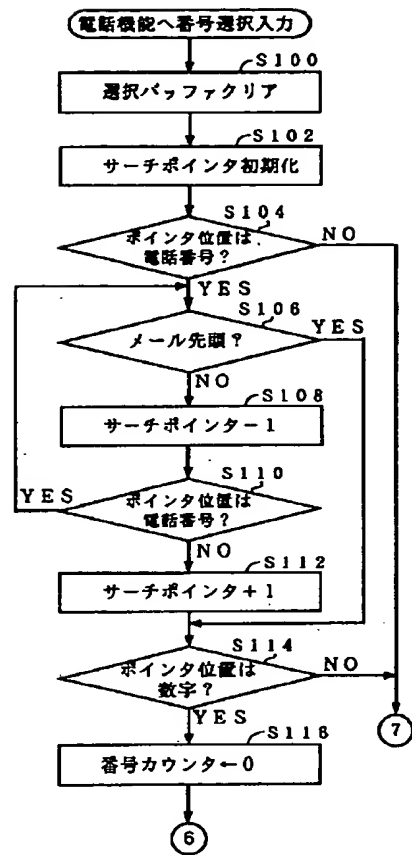 電話機能へ番号選択入力
S100
選択バッファクリア
S102
サーチポインタ初期化
S104
ポインタ位置は
電話番号?
NO
YES
S106
メール先頭?
YES
NO
S108
サーチポインタ－1
S110
YES
ポインタ位置は
電話番号?
NO
S112
サーチポインタ＋1
S114
ポインタ位置は
数字?
NO
YES
S116
番号カウンタ←0
7
6